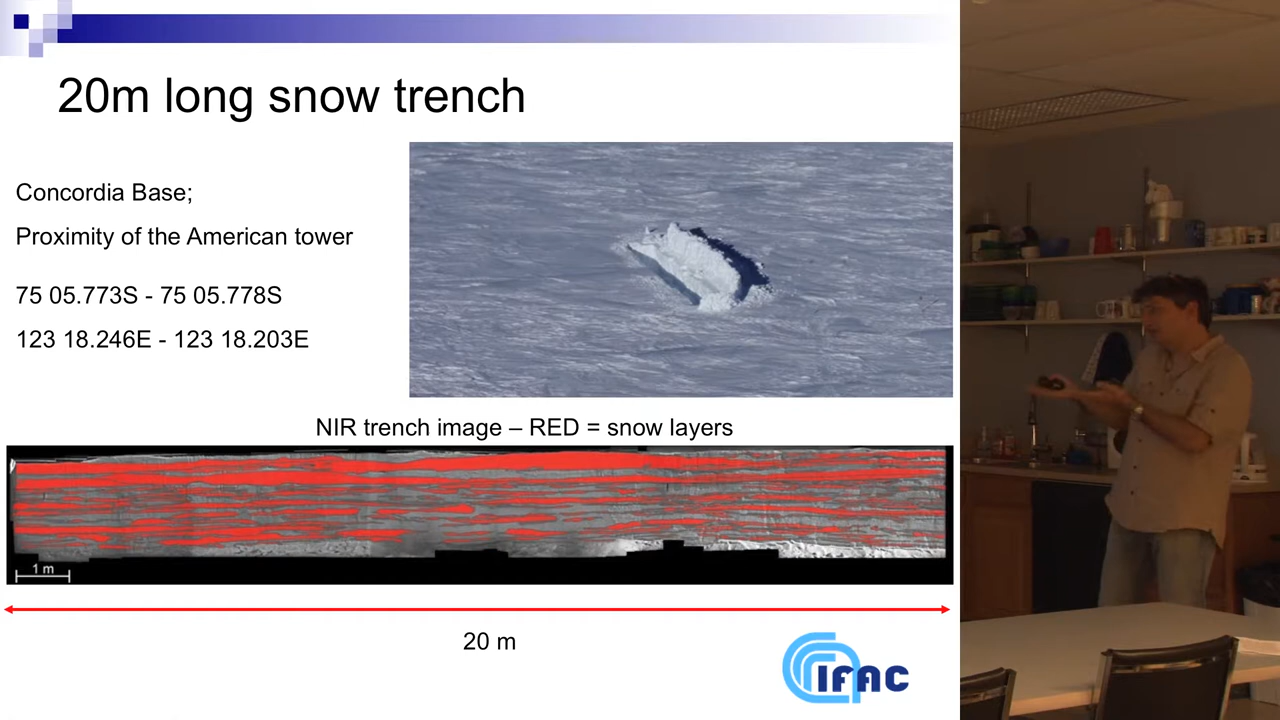 20m long snow trench
Concordia Base;
Proximity of the American tower
75 05.773S - 75 05.778S
123 18.246E - 123 18.203E
NIR trench image – RED = snow layers
1 m
20 m
IFAC